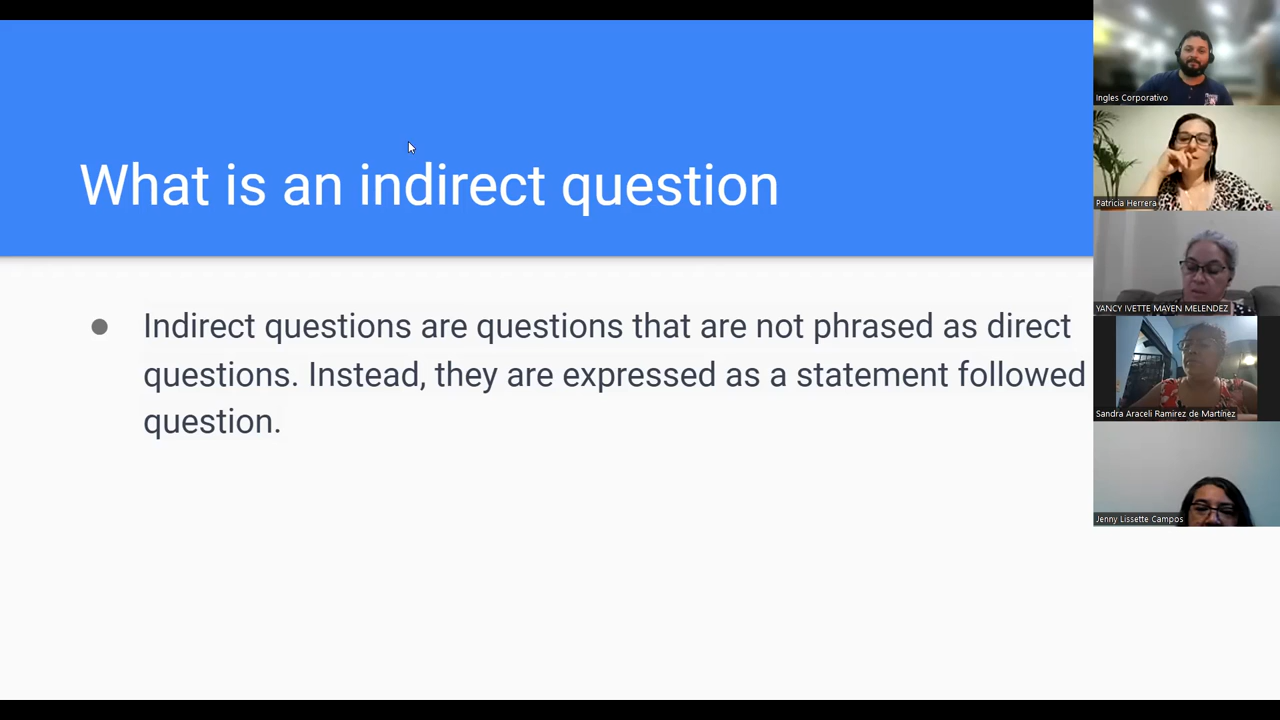 What is an indirect question
Indirect questions are questions that are not phrased as direct
questions. Instead, they are expressed as a statement followed
question.
Ingles Corporativo
Patricia Herrera
YANCY IVETTE MAYEN MELENDEZ
Sandra Araceli Ramirez de Martínez
Jenny Lissette Campos